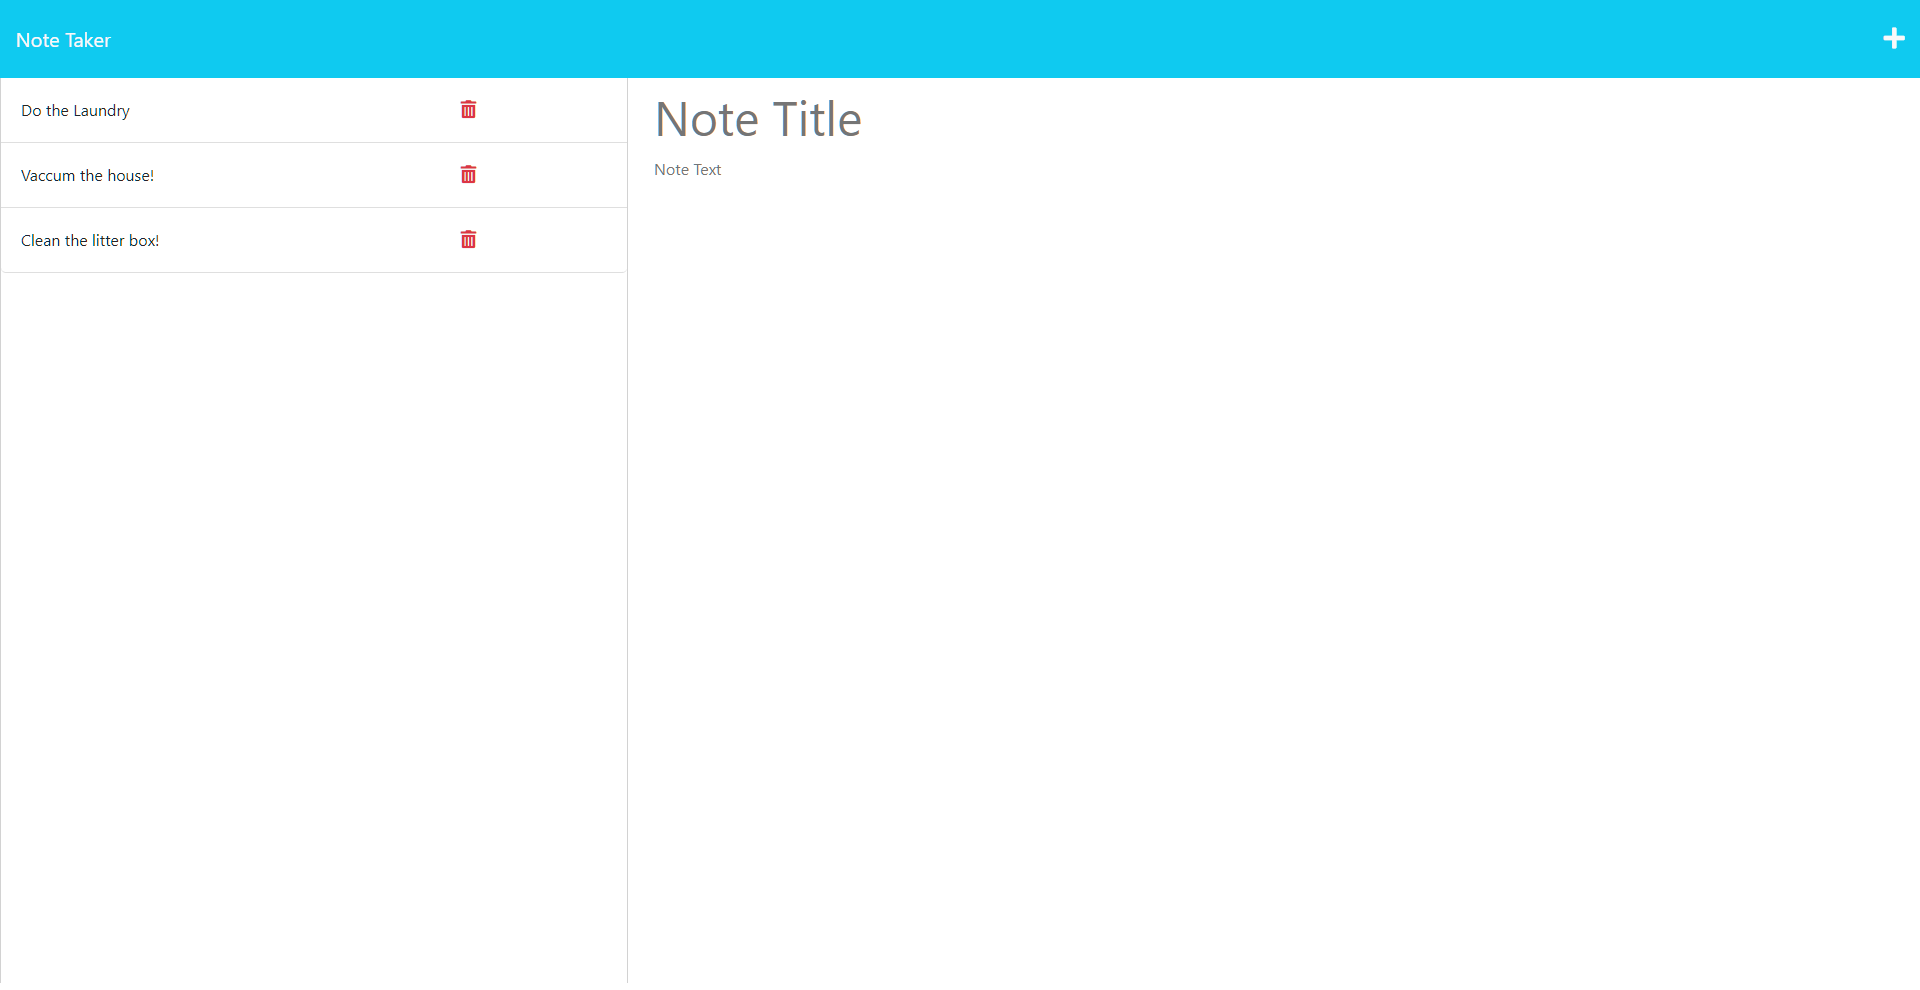 Note Taker
Do the Laundry
Vaccum the house!
Clean the litter box!
Note Title
Note Text